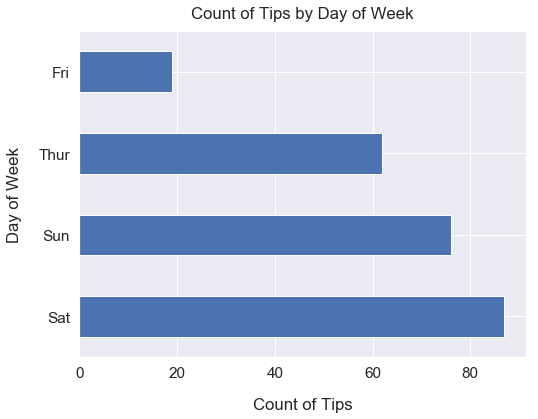 Count of Tips by Day of Week
Day of Week
Fri
Thur
Sun
Sat
0 20 40 60 80
Count of Tips